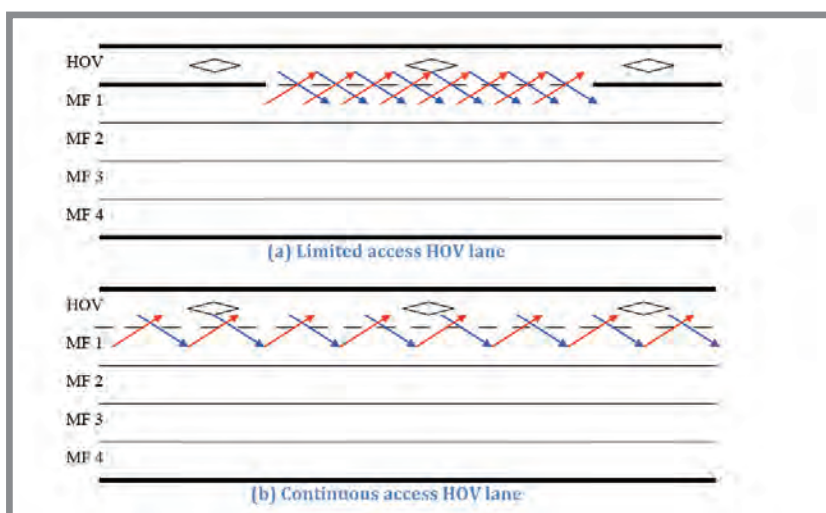 HOV
MF 1
MF 2
MF 3
MF 4
(a) Limited access HOV lane
HOV
MF 1
MF 2
MF 3
MF 4
(b) Continuous access HOV lane